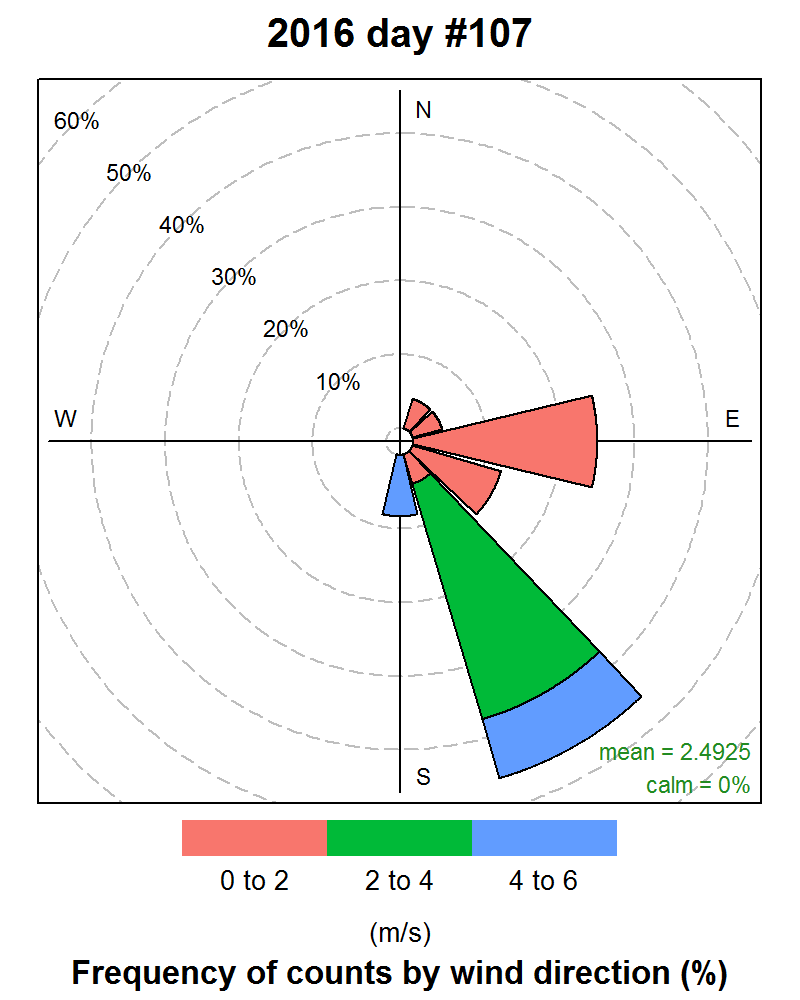 2016 day #107
N
60%
50%
40%
30%
20%
10%
W
E
S
mean = 2.4925
calm = 0%
0 to 2
2 to 4
4 to 6
(m/s)
Frequency of counts by wind direction (%)